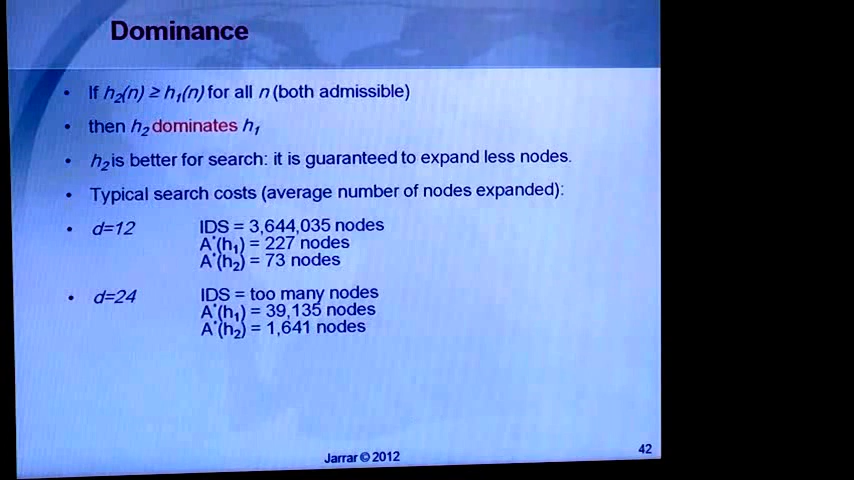 Dominance
• If h₂(n) ≥ h₁(n) for all n (both admissible)
• then h₂ dominates h₁
• h₂ is better for search: it is guaranteed to expand less nodes.
• Typical search costs (average number of nodes expanded):
• d=12 IDS = 3,644,035 nodes
A*(h₁) = 227 nodes
A*(h₂) = 73 nodes
• d=24 IDS = too many nodes
A*(h₁) = 39,135 nodes
A*(h₂) = 1,641 nodes
Jarrar © 2012
42